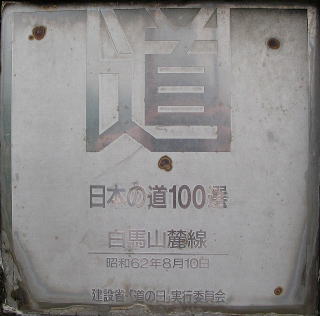 道
日本の道100選
白馬山麓線
昭和62年8月10日
建設省・「道の日」実行委員会